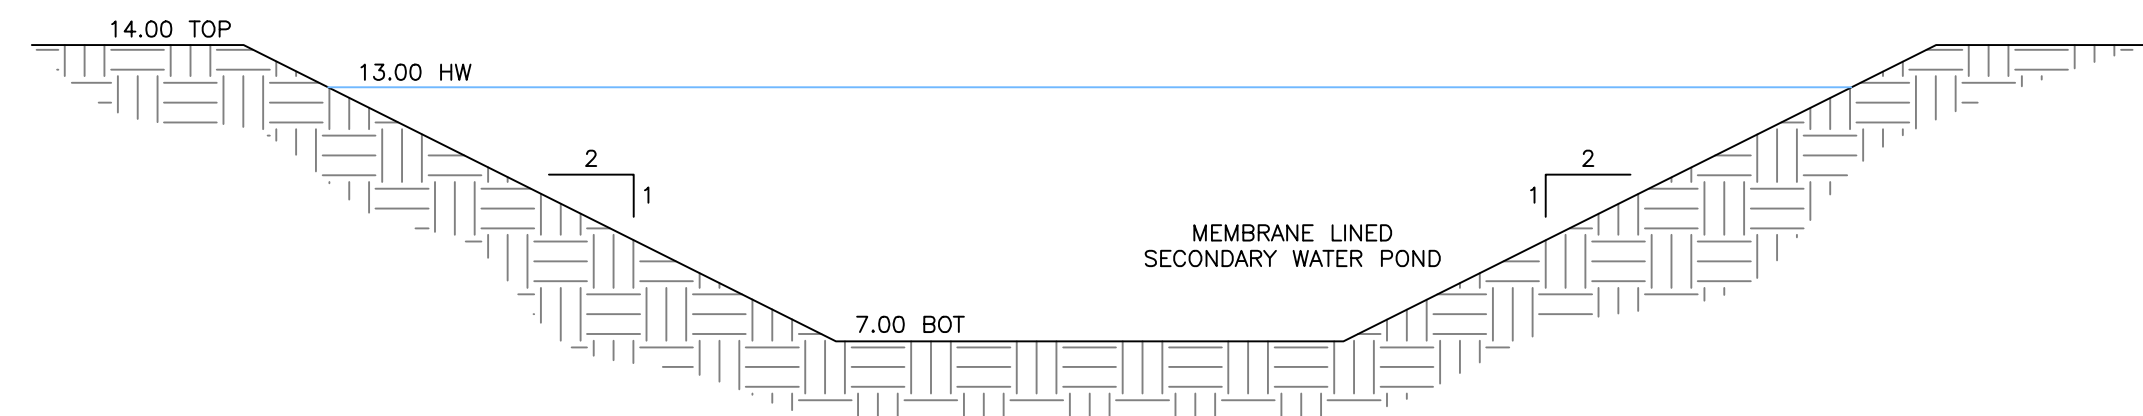 14.00 TOP
13.00 HW
2
1
2
1
MEMBRANE LINED
SECONDARY WATER POND
7.00 BOT